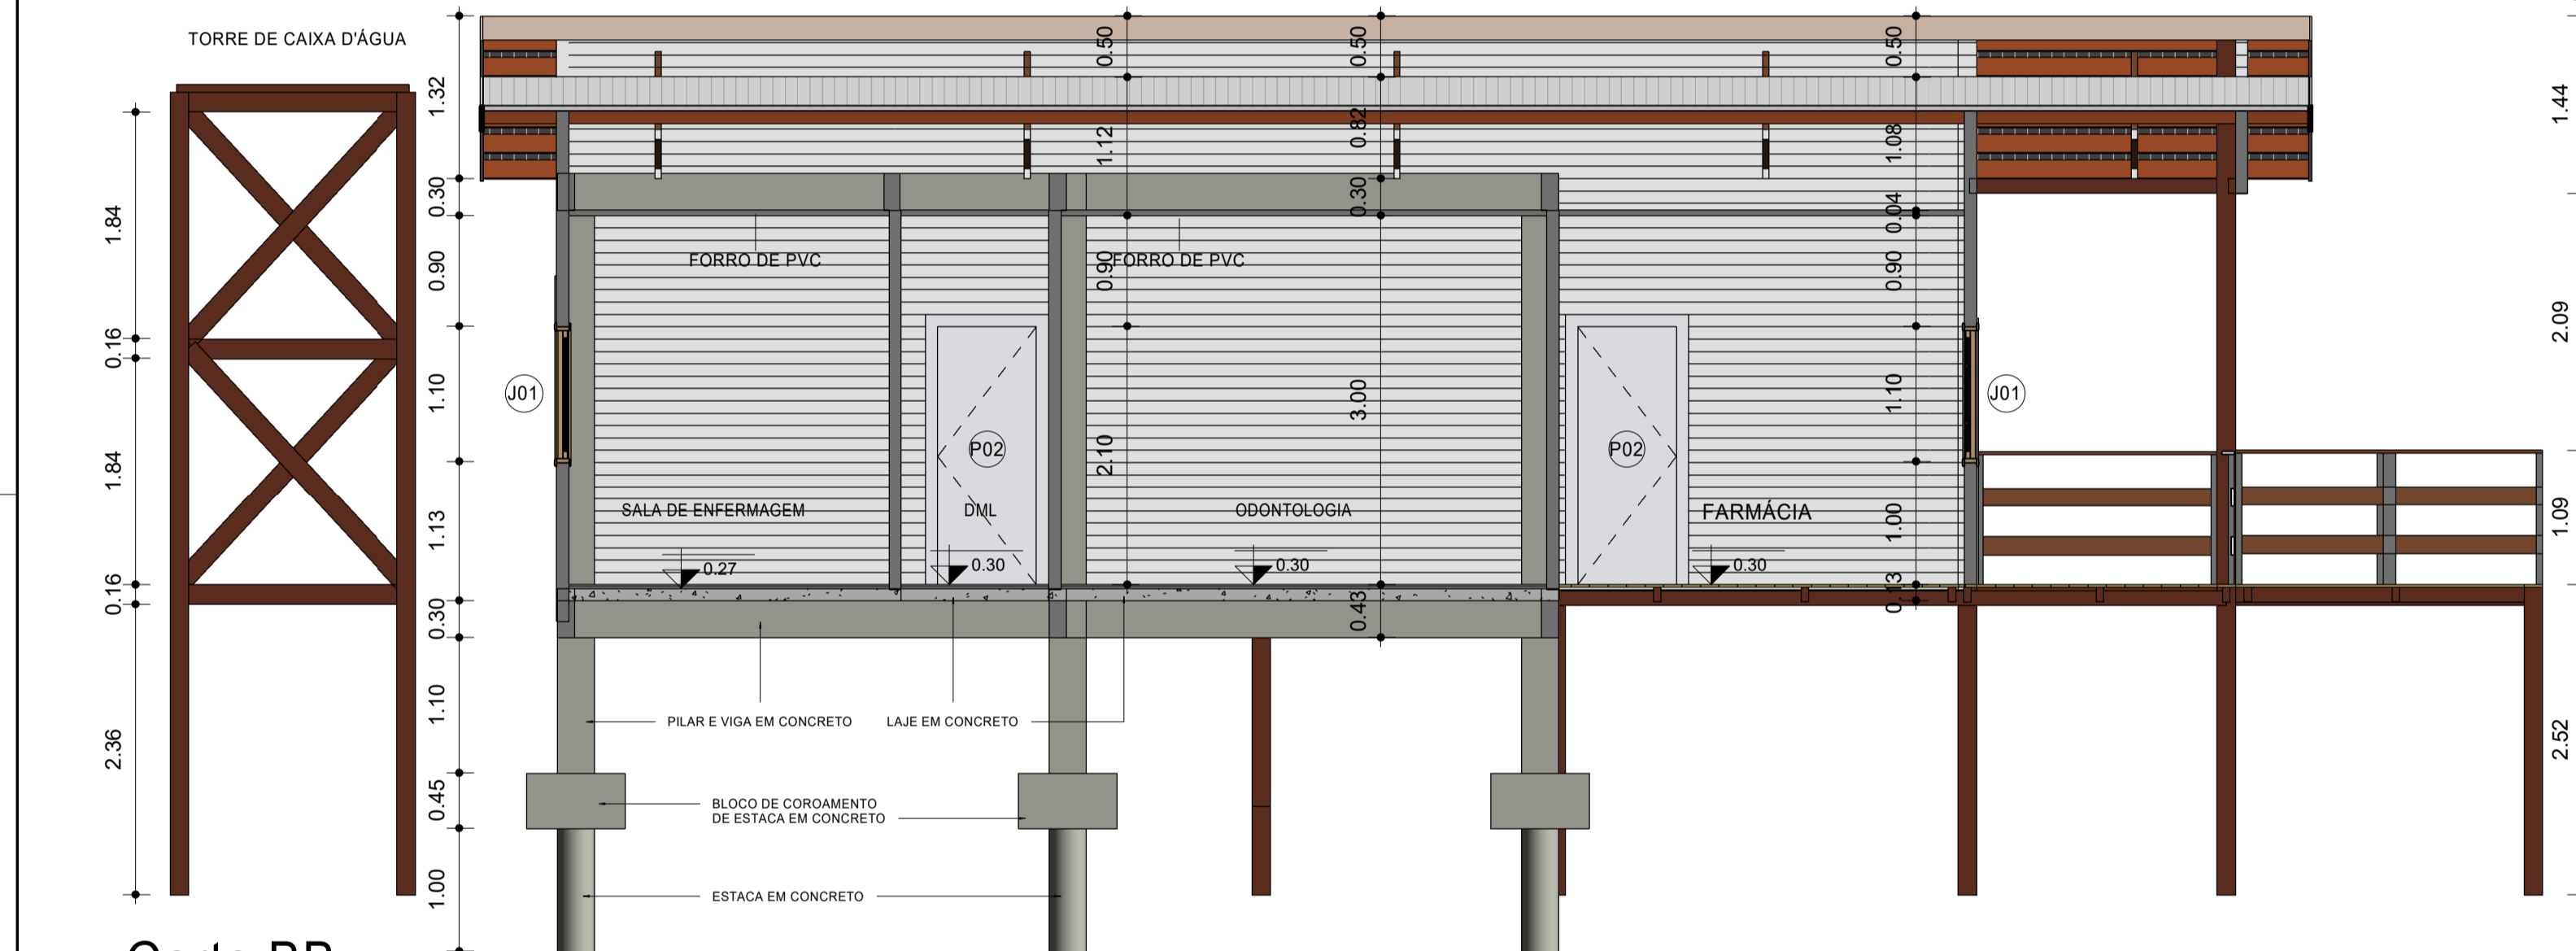 TORRE DE CAIXA D'ÁGUA
1.84
0.16
1.84
0.16
2.36
1.32
0.30
0.90
1.10
1.13
0.30
1.10
0.45
1.00
0.50
0.50
0.50
1.12
0.82
1.08
0.30
0.04
FORRO DE PVC
0.90
FORRO DE PVC
0.90
J01
3.00
1.10
J01
P02
2.10
P02
SALA DE ENFERMAGEM
DML
ODONTOLOGIA
FARMÁCIA
1.00
0.27
0.30
0.30
0.30
0.43
0.13
PILAR E VIGA EM CONCRETO
LAJE EM CONCRETO
BLOCO DE COROAMENTO
DE ESTACA EM CONCRETO
ESTACA EM CONCRETO
1.44
2.09
1.09
2.52